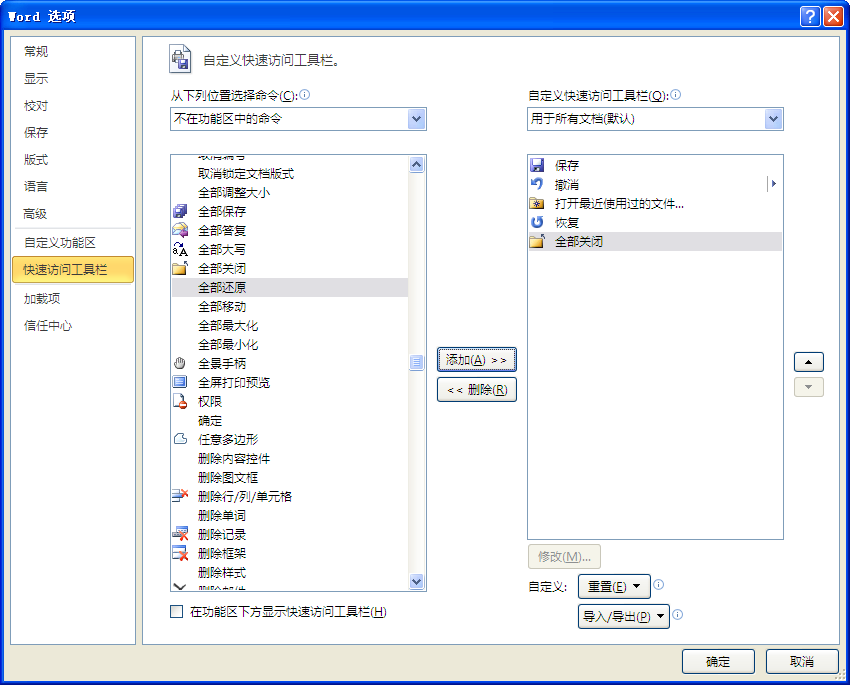 Word 选项
常规
显示
校对
保存
版式
语言
高级
自定义功能区
快速访问工具栏
加载项
信任中心
自定义快速访问工具栏。
从下列位置选择命令(C):
不在功能区中的命令
取消锁定文档版式
全部调整大小
全部保存
全部答复
全部大写
全部关闭
全部还原
全部移动
全部最大化
全部最小化
全景手柄
全屏打印预览
权限
确定
任意多边形
删除内容控件
删除图文框
删除行/列/单元格
删除单词
删除记录
删除框架
删除样式
在功能区下方显示快速访问工具栏(H)
添加(A) >>
<< 删除(R)
自定义快速访问工具栏(Q):
用于所有文档(默认)
保存
撤消
打开最近使用过的文件...
恢复
全部关闭
修改(M)...
自定义:
重置(E)
导入/导出(P)
确定
取消